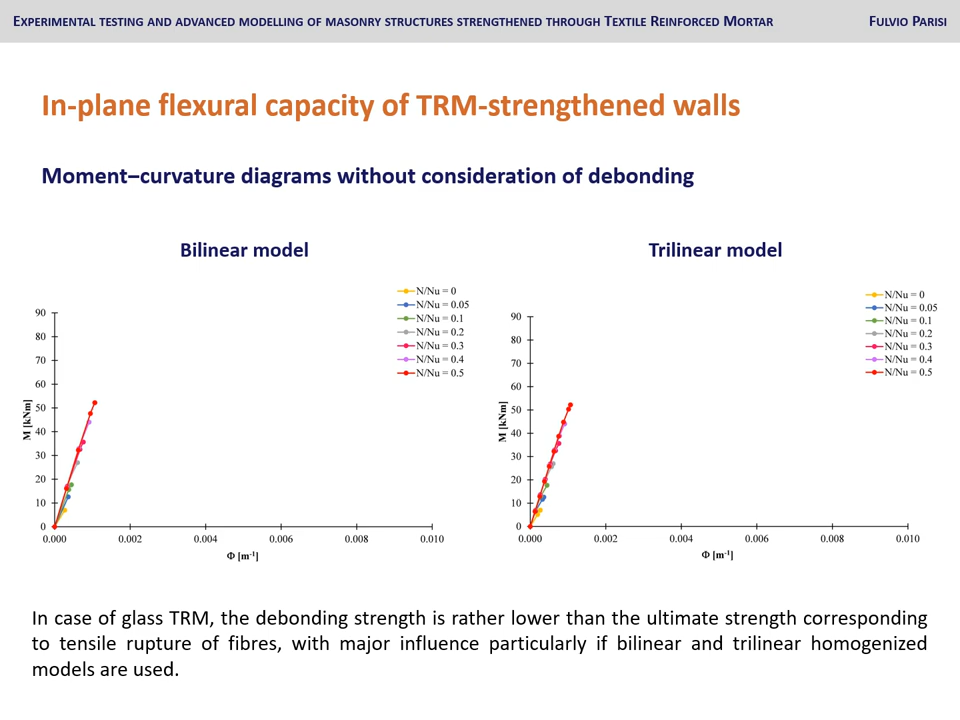 EXPERIMENTAL TESTING AND ADVANCED MODELLING OF MASONRY STRUCTURES STRENGTHENED THROUGH TEXTILE REINFORCED MORTAR FULVIO PARISI
In-plane flexural capacity of TRM-strengthened walls
Moment–curvature diagrams without consideration of debonding
Bilinear model
N/Nu = 0
N/Nu = 0.05
N/Nu = 0.1
N/Nu = 0.2
N/Nu = 0.3
N/Nu = 0.4
N/Nu = 0.5
90
80
70
60
50
40
30
20
10
0
M [kNm]
0.000 0.002 0.004 0.006 0.008 0.010
Φ [m⁻¹]
Trilinear model
N/Nu = 0
N/Nu = 0.05
N/Nu = 0.1
N/Nu = 0.2
N/Nu = 0.3
N/Nu = 0.4
N/Nu = 0.5
90
80
70
60
50
40
30
20
10
0
M [kNm]
0.000 0.002 0.004 0.006 0.008 0.010
Φ [m⁻¹]
In case of glass TRM, the debonding strength is rather lower than the ultimate strength corresponding
to tensile rupture of fibres, with major influence particularly if bilinear and trilinear homogenized
models are used.